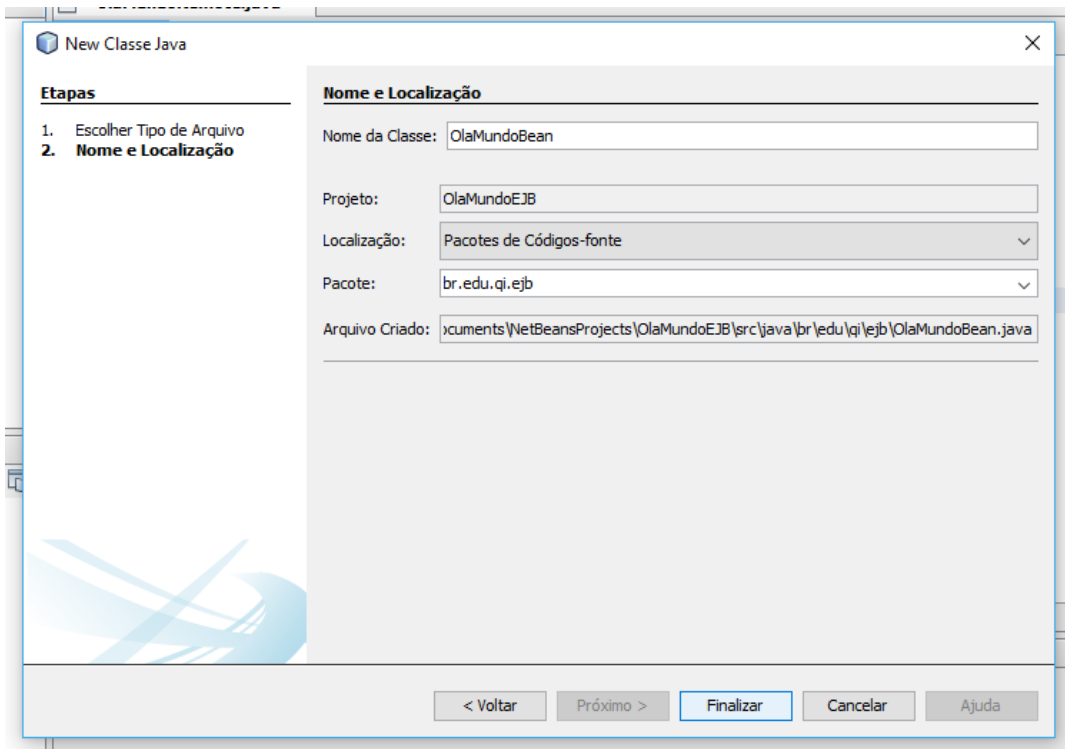 New Classe Java
Etapas
1. Escolher Tipo de Arquivo
2. Nome e Localização
Nome e Localização
Nome da Classe: OlaMundoBean
Projeto: OlaMundoEJB
Localização: Pacotes de Códigos-fonte
Pacote: br.edu.qi.ejb
Arquivo Criado: ocuments\NetBeansProjects\OlaMundoEJB\src\java\br\edu\qi\ejb\OlaMundoBean.java
< Voltar Próximo > Finalizar Cancelar Ajuda